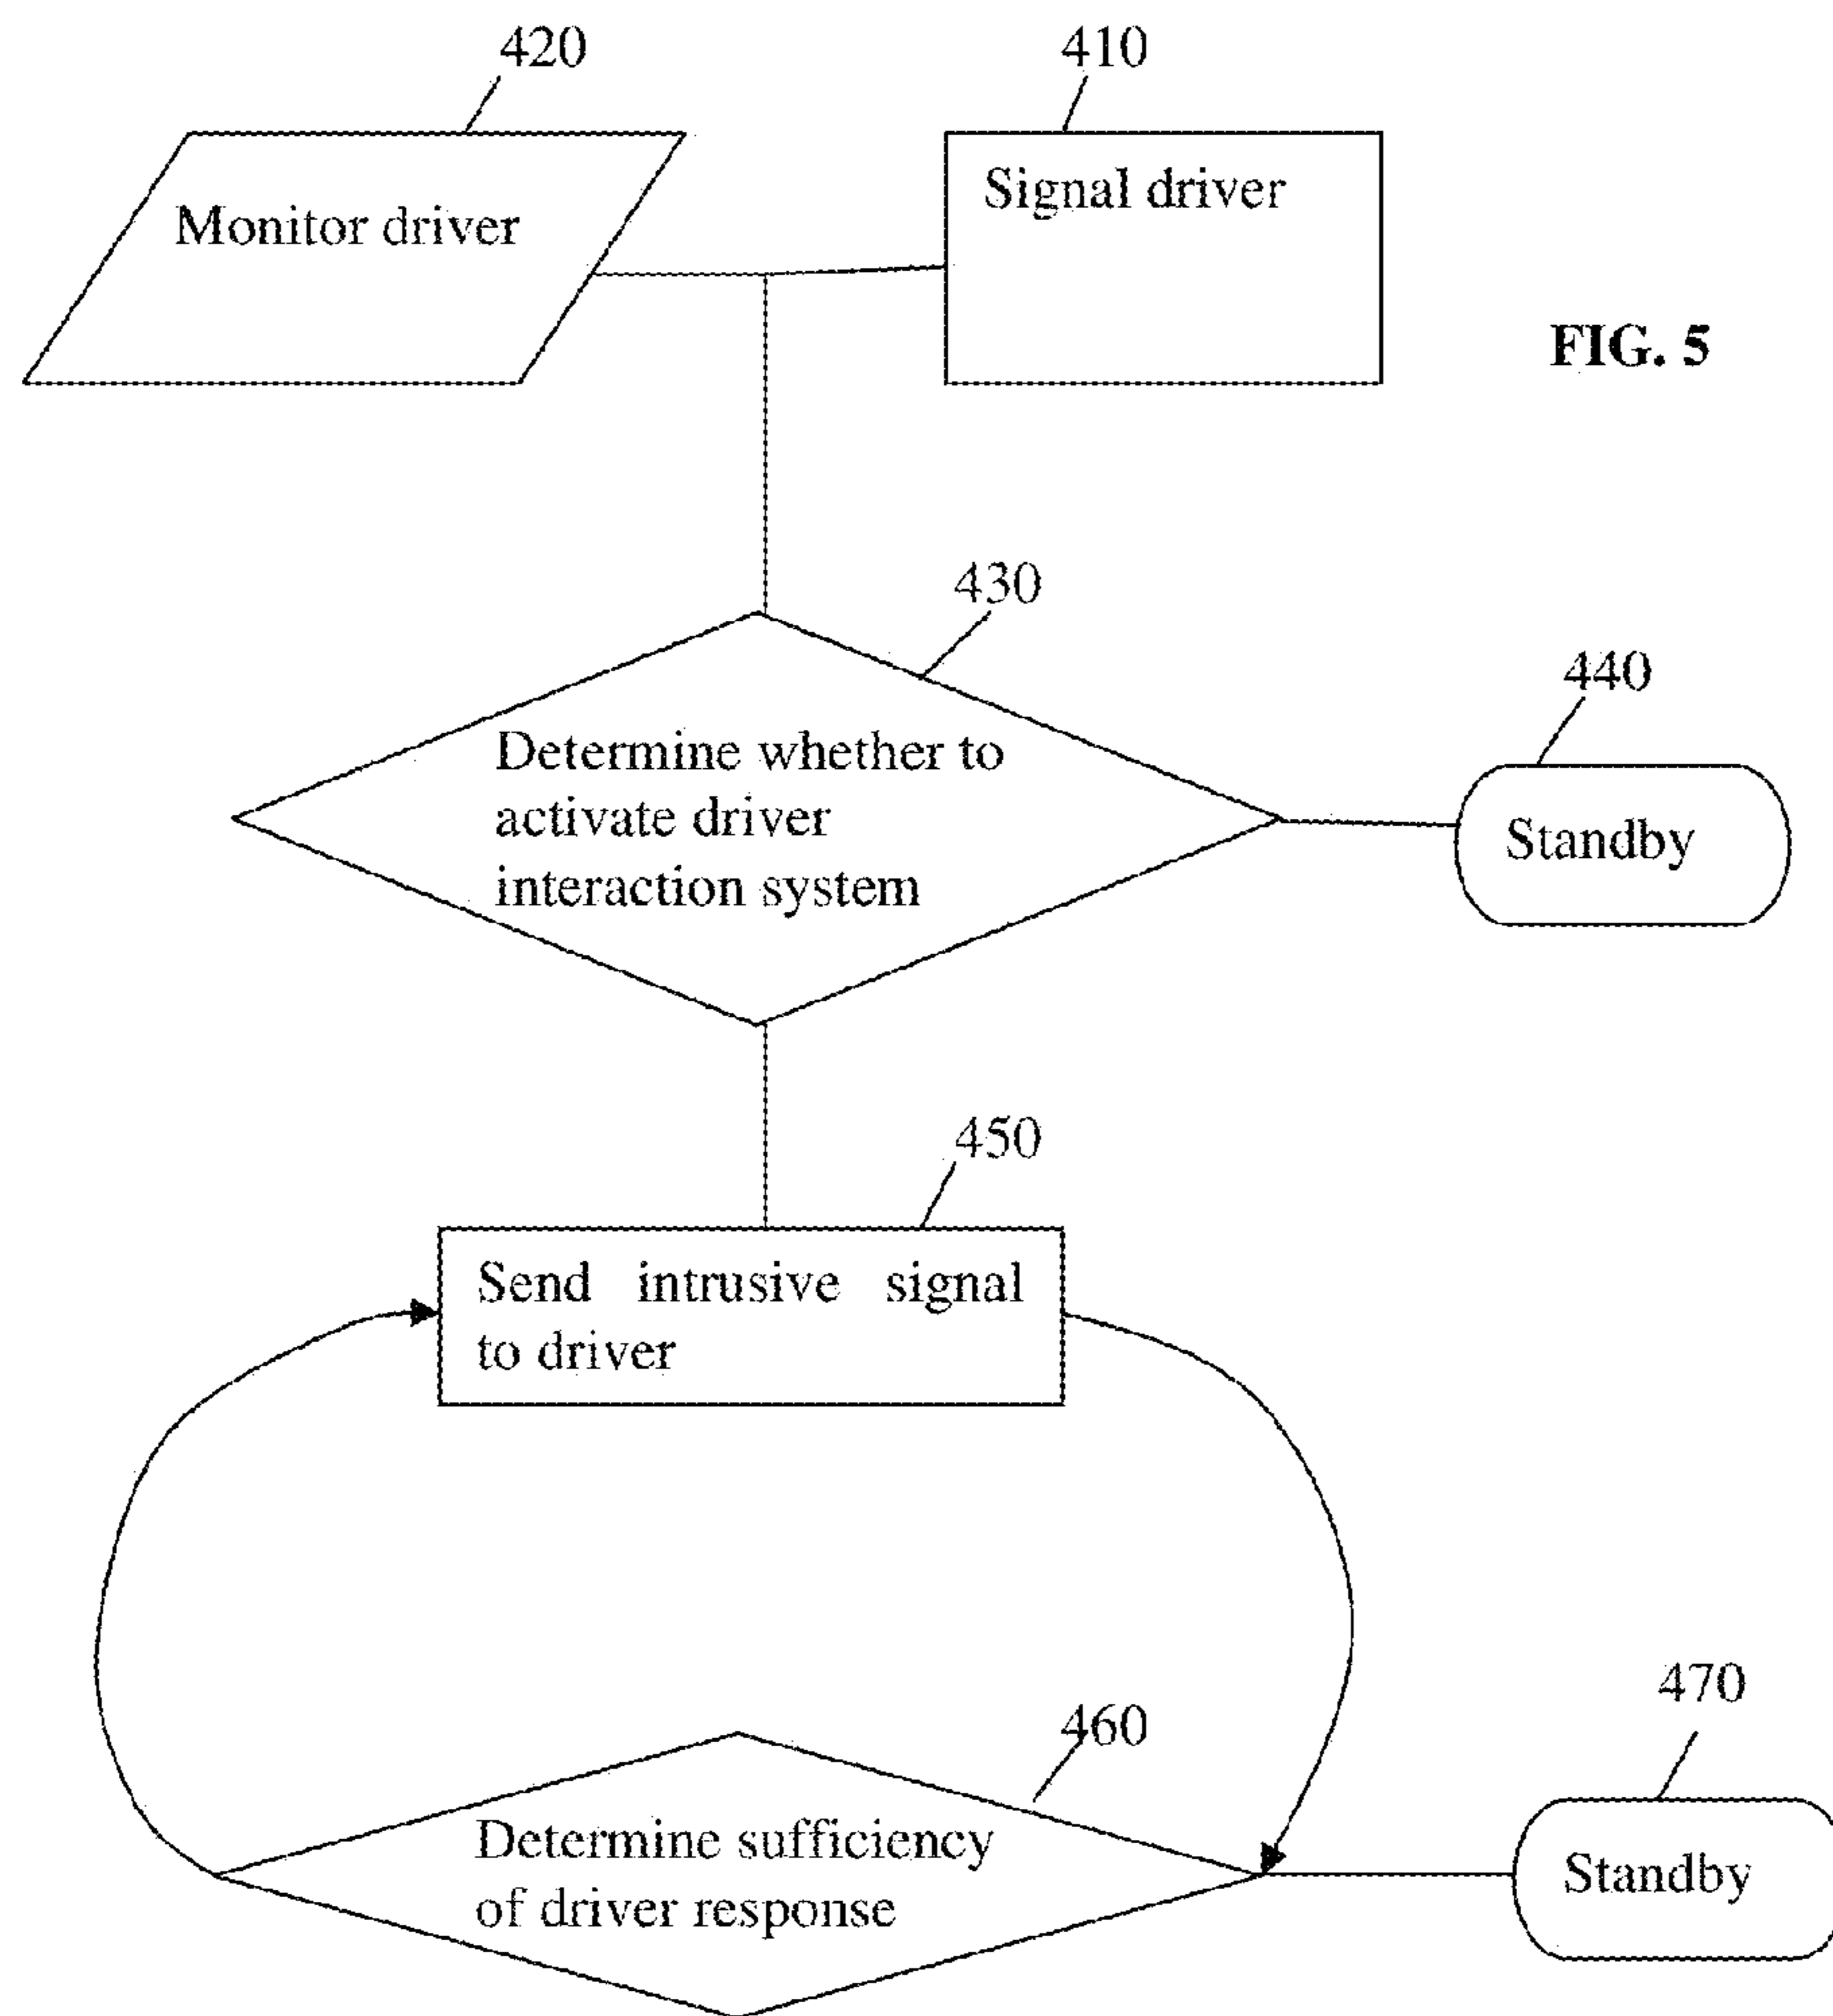 420
410
Monitor driver
Signal driver
FIG. 5
430
440
Determine whether to
activate driver
interaction system
Standby
450
Send intrusive signal
to driver
460
470
Determine sufficiency
of driver response
Standby